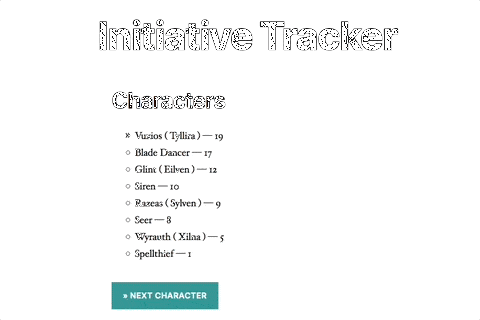 Initiative Tracker
Characters
» Vuzios ( Tyllira ) — 19
○ Blade Dancer — 17
○ Glint ( Eilven ) — 12
○ Siren — 10
○ Razeas ( Sylven ) — 9
○ Seer — 8
○ Wyrauth ( Xilna ) — 5
○ Spellthief — 1
» NEXT CHARACTER